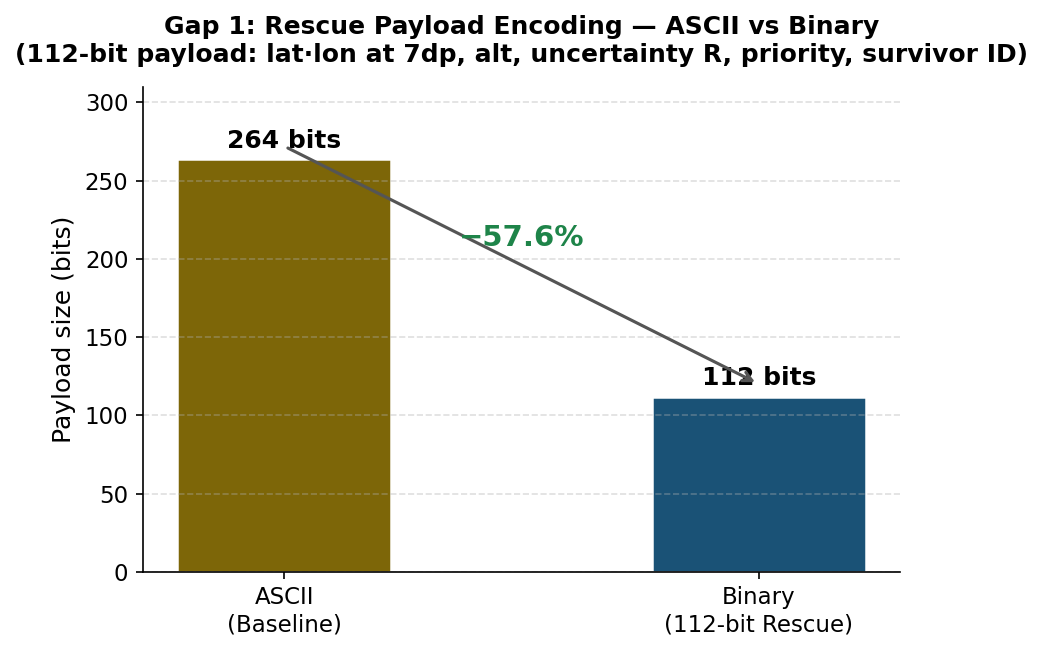 Gap 1: Rescue Payload Encoding — ASCII vs Binary
(112-bit payload: lat·lon at 7dp, alt, uncertainty R, priority, survivor ID)
300
250
200
150
100
50
0
Payload size (bits)
264 bits
−57.6%
112 bits
ASCII
(Baseline)
Binary
(112-bit Rescue)